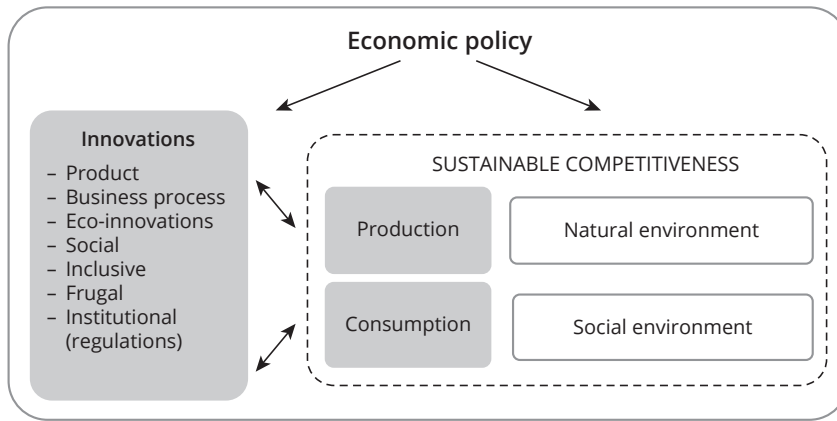 Economic policy
Innovations
– Product
– Business process
– Eco-innovations
– Social
– Inclusive
– Frugal
– Institutional
(regulations)
SUSTAINABLE COMPETITIVENESS
Production
Natural environment
Consumption
Social environment